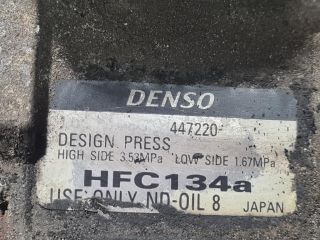 DENSO
447220-
DESIGN PRESS
HIGH SIDE 3.53MPa LOW SIDE 1.67MPa
HFC134a
USE ONLY ND-OIL 8 JAPAN